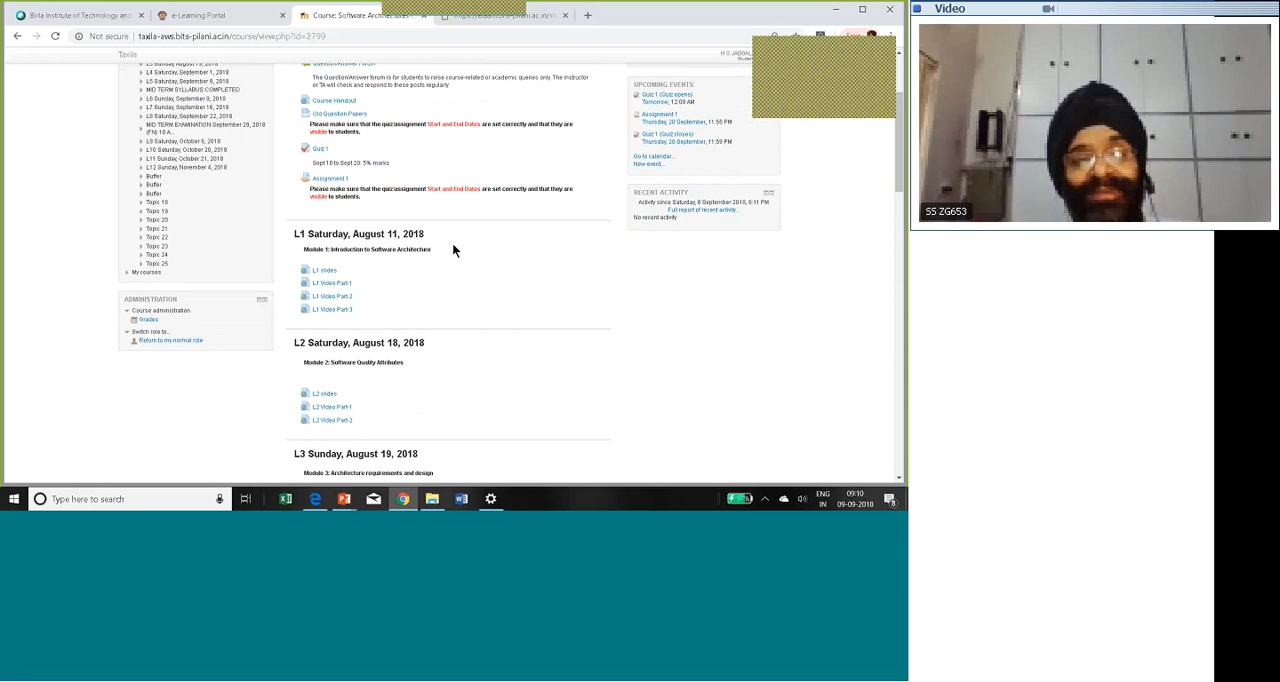 Birla Institute of Technology and
e-Learning Portal
Course: Software Architectures
Not secure
taxila-aws.bits-pilani.ac.in/course/view.php?id=2799
Taxila
L4 Saturday, September 1, 2018
L5 Saturday, September 8, 2018
MID TERM SYLLABUS COMPLETED
L6 Sunday, September 9, 2018
L7 Sunday, September 16, 2018
L8 Saturday, September 22, 2018
MID TERM EXAMINATION September 29, 2018
(FN) 10 A...
L9 Saturday, October 6, 2018
L10 Saturday, October 20, 2018
L11 Sunday, October 21, 2018
L12 Sunday, November 4, 2018
Buffer
Buffer
Buffer
Topic 18
Topic 19
Topic 20
Topic 21
Topic 22
Topic 23
Topic 24
Topic 25
My courses
ADMINISTRATION
Course administration
Grades
Switch role to...
Return to my normal role
The Question/Answer forum is for students to raise course-related or academic queries only. The instructor
or TA will check and respond to these posts regularly.
Course Handout
Old Question Papers
Please make sure that the quiz/assignment Start and End Dates are set correctly and that they are
visible to students.
Quiz 1
Sept 10 to Sept 20: 5% marks
Assignment 1
Please make sure that the quiz/assignment Start and End Dates are set correctly and that they are
visible to students.
L1 Saturday, August 11, 2018
Module 1: Introduction to Software Architecture
L1 slides
L1 Video Part-1
L1 Video Part-2
L1 Video Part-3
L2 Saturday, August 18, 2018
Module 2: Software Quality Attributes
L2 slides
L2 Video Part-1
L2 Video Part-2
L3 Sunday, August 19, 2018
Module 3: Architecture requirements and design
UPCOMING EVENTS
Quiz 1 (Quiz opens)
Tomorrow, 12:00 AM
Assignment 1
Thursday, 20 September, 11:55 PM
Quiz 1 (Quiz closes)
Thursday, 20 September, 11:59 PM
Go to calendar...
New event...
RECENT ACTIVITY
Activity since Saturday, 8 September 2018, 6:11 PM
Full report of recent activity...
No recent activity
Video
SS ZG653
Type here to search
ENG
IN
09:10
09-09-2018